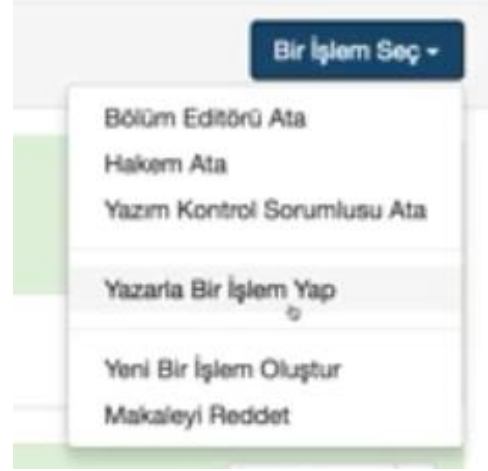 Bir İşlem Seç
Bölüm Editörü Ata
Hakem Ata
Yazım Kontrol Sorumlusu Ata
Yazarla Bir İşlem Yap
Yeni Bir İşlem Oluştur
Makaleyi Reddet